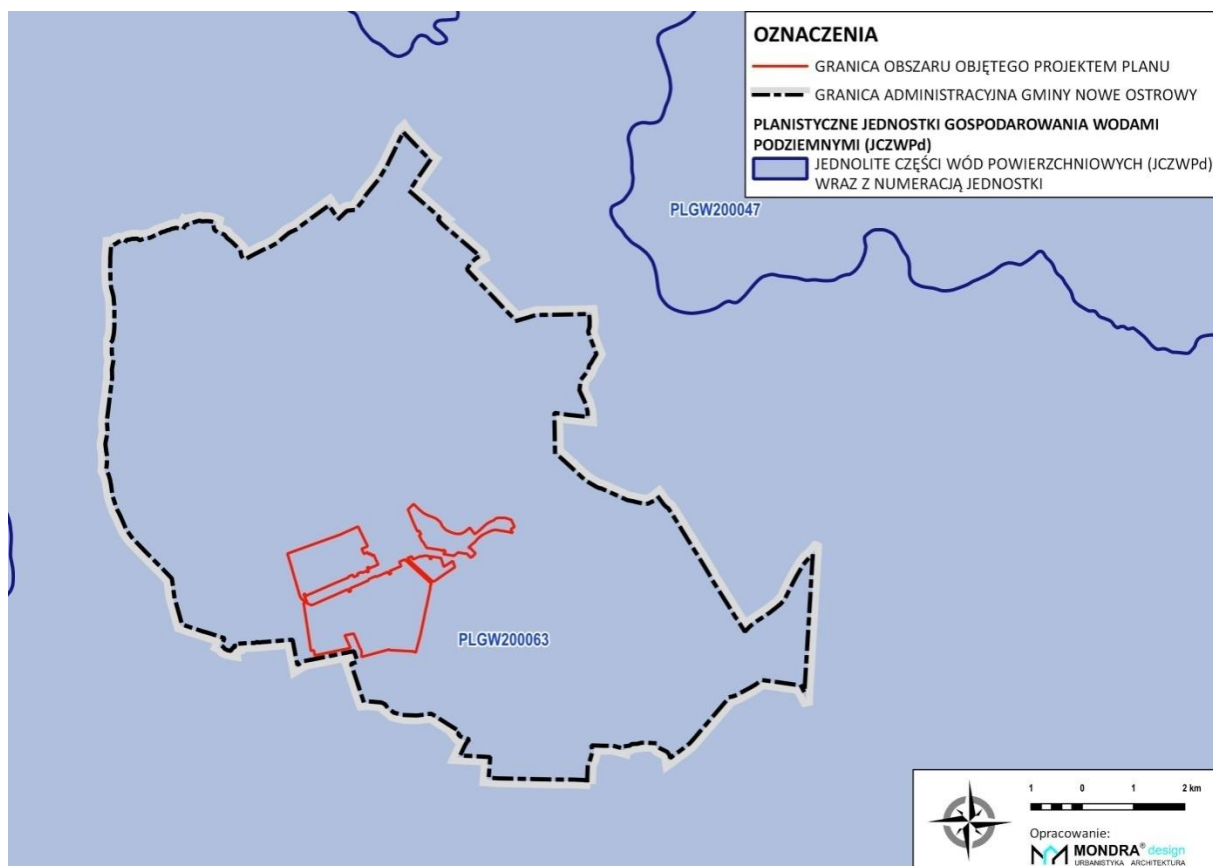 OZNACZENIA
GRANICA OBSZARU OBJĘTEGO PROJEKTEM PLANU
GRANICA ADMINISTRACYJNA GMINY NOWE OSTROWY
PLANISTYCZNE JEDNOSTKI GOSPODAROWANIA WODAMI
PODZIEMNYMI (JCZWPd)
JEDNOLITE CZĘŚCI WÓD POWIERZCHNIOWYCH (JCZWPd)
WRAZ Z NUMERACJĄ JEDNOSTKI
PLGW200047
PLGW200063
1 0 1 2 km
Opracowanie:
MONDRA® design
URBANISTYKA ARCHITEKTURA